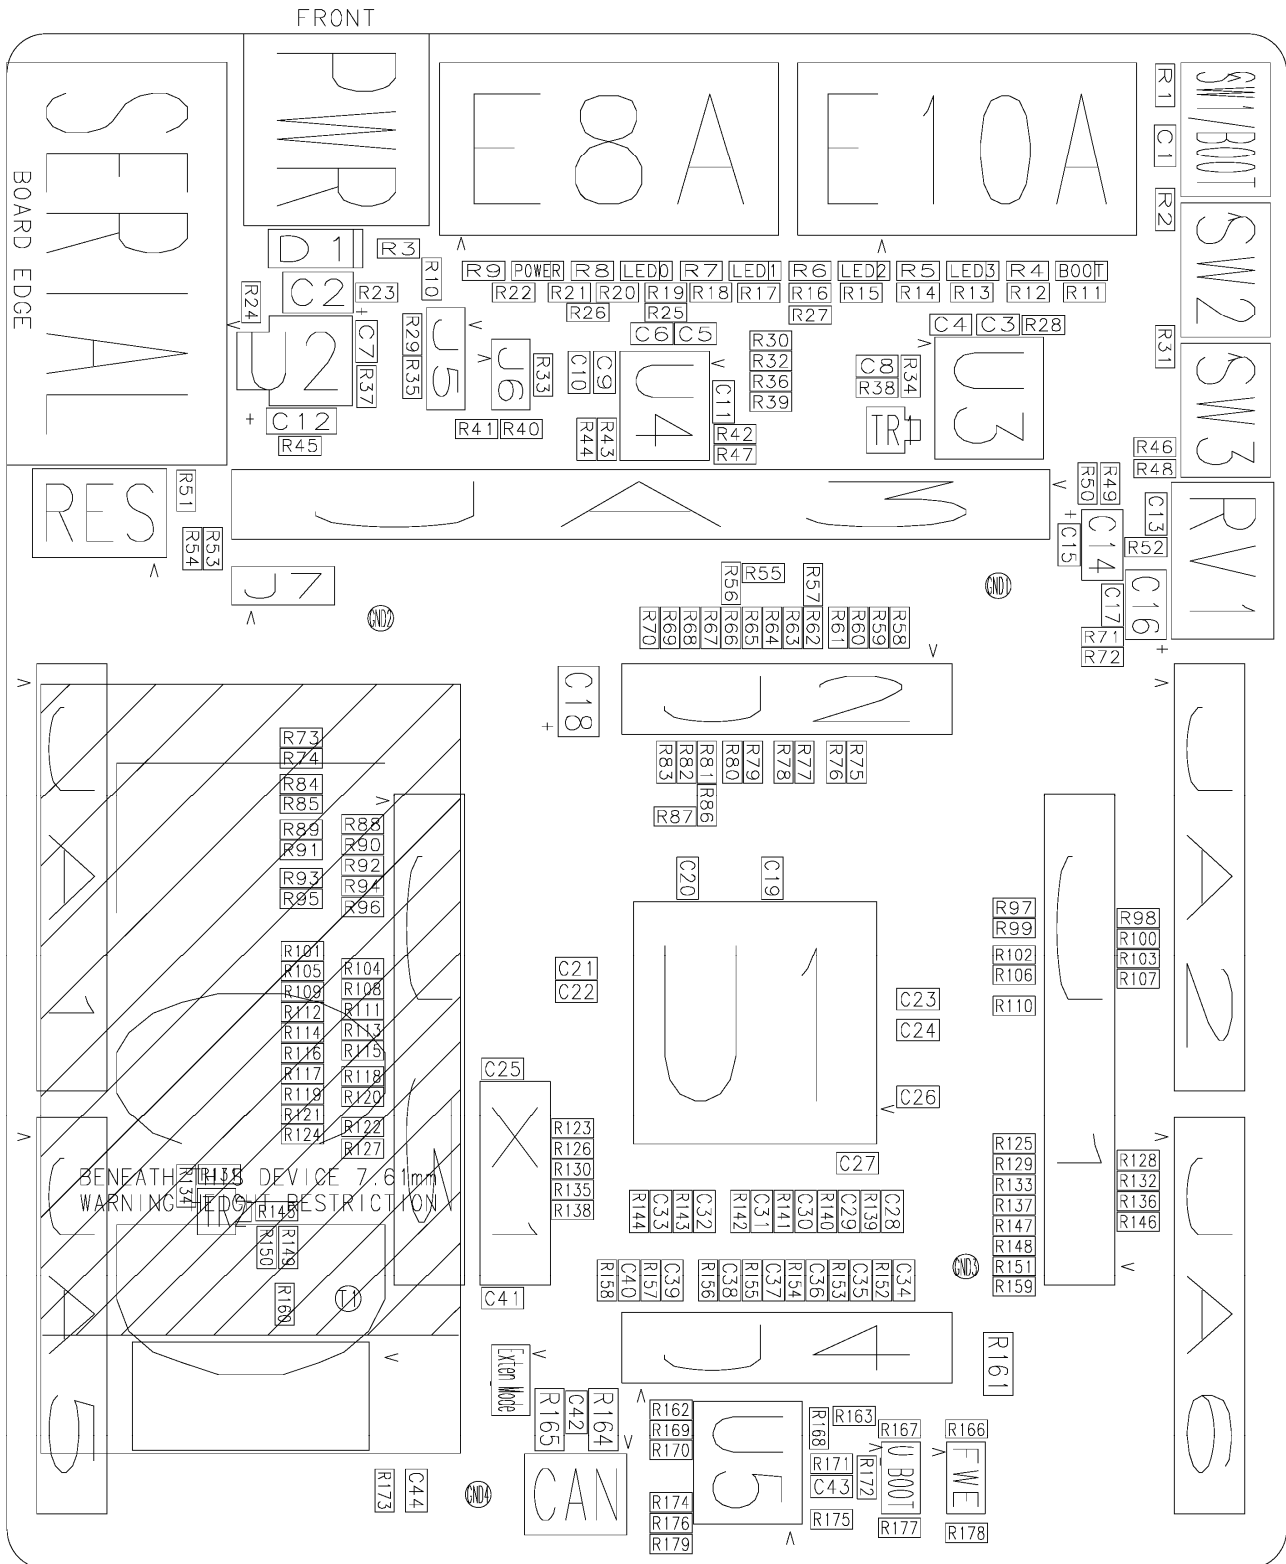 FRONT
SERIAL
BOARD EDGE
PWR
E8A
E10A
R1
C1
R2
SW1/BOOT
SW2
SW3
D1
R3
R10
R9
POWER
R8
LED0
R7
LED1
R6
LED2
R5
LED3
R4
BOOT
R22
R21
R20
R19
R18
R17
R16
R15
R14
R13
R12
R11
R26
R25
R27
R24
C2
R23
U2
C7
R37
C12
R45
R29
R35
J5
J6
R33
R41
R40
C10
C9
C6
C5
U4
C11
R44
R43
R42
R47
R30
R32
R36
R39
C8
R38
R34
TR1
C4
C3
R28
U3
R31
R46
R48
R50
R49
RES
R51
R54
R53
JA3
J7
GND2
GND1
C15
C14
C13
R52
C17
C16
R71
R72
RV1
R56
R55
R57
R70
R69
R68
R67
R66
R65
R64
R63
R62
R61
R60
R59
R58
C18
J2
R83
R82
R81
R80
R79
R78
R77
R76
R75
R87
R86
JA1
R73
R74
R84
R85
R89
R91
R93
R95
R88
R90
R92
R94
R96
J3
C20
C19
U1
C21
C22
C23
C24
C26
C27
R97
R99
R102
R106
R110
J1
R98
R100
R103
R107
JA2
R101
R105
R109
R112
R114
R116
R117
R119
R121
R124
R104
R108
R111
R113
R115
R118
R120
R122
R127
C25
X1
R123
R126
R130
R135
R138
C41
R125
R129
R133
R137
R147
R148
R151
R159
R128
R132
R136
R146
BENEATH THIS DEVICE 7.61mm
WARNING HEIGHT RESTRICTION
R134
R131
TR2
R145
R150
R149
R160
T1
JA5
R144
C33
R143
C32
R142
C31
R141
C30
R140
C29
R139
C28
GND3
R158
C40
R157
C39
R156
C38
R155
C37
R154
C36
R153
C35
R152
C34
J4
Exten Mode
R161
R165
C42
R164
JA6
R162
R169
R170
U5
R168
R163
R167
R166
R171
C43
R172
U BOOT
FWE
R173
C44
GND4
CAN
R174
R176
R179
R175
R177
R178